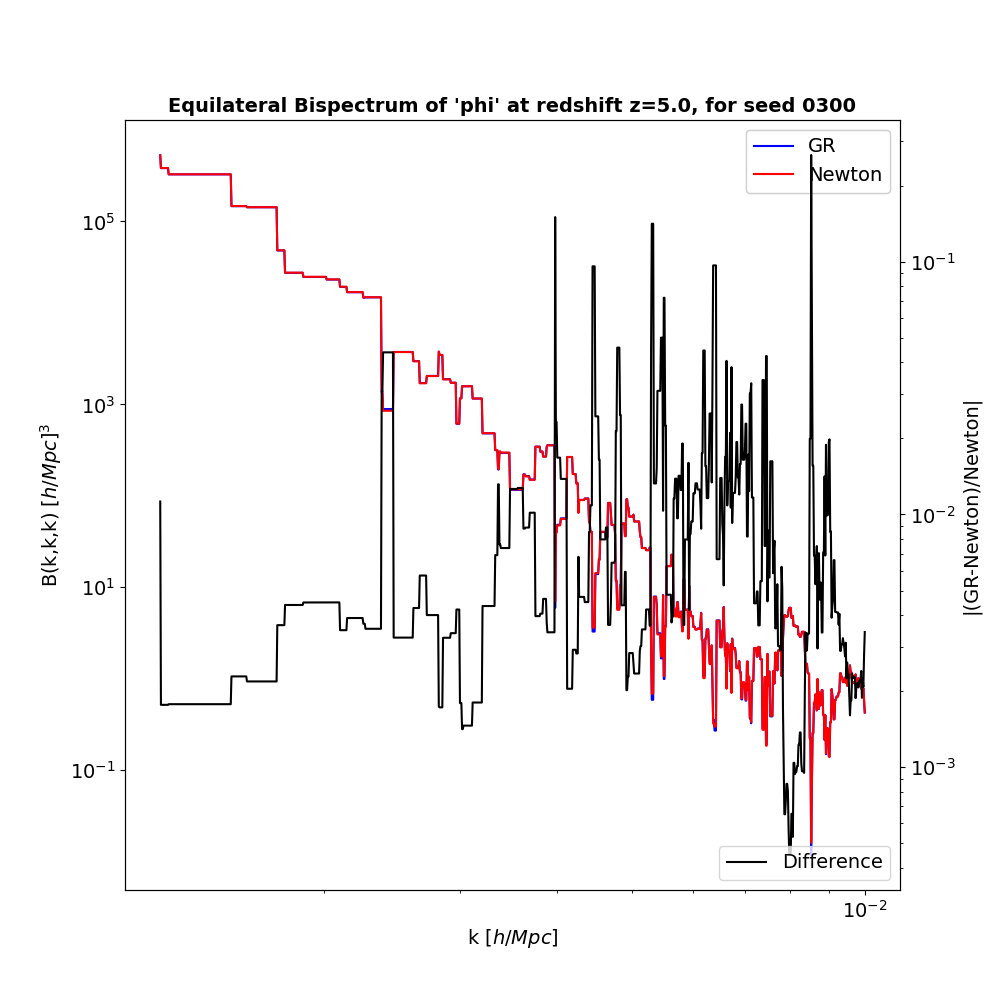 Equilateral Bispectrum of 'phi' at redshift z=5.0, for seed 0300
GR
Newton
10^5
10^3
10^1
10^-1
B(k,k,k) [h/Mpc]^3
10^-1
10^-2
10^-3
|(GR-Newton)/Newton|
Difference
10^-2
k [h/Mpc]